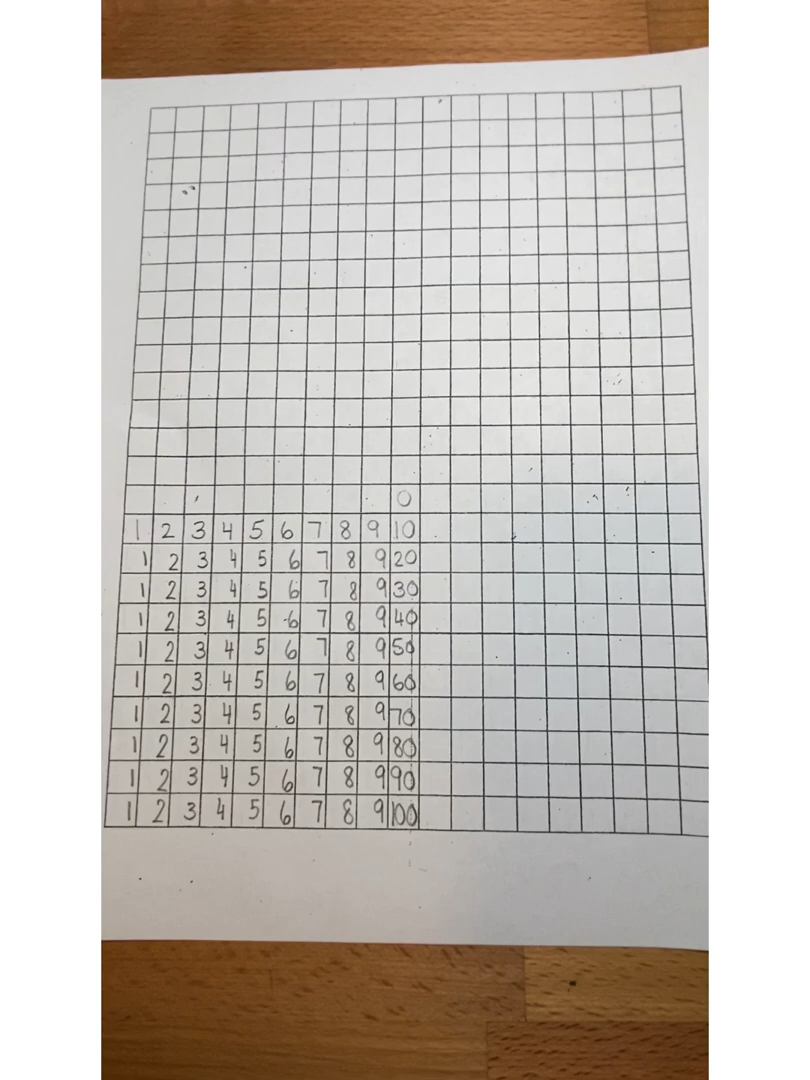 0
1 2 3 4 5 6 7 8 9 10
1 2 3 4 5 6 7 8 9 20
1 2 3 4 5 6 7 8 9 30
1 2 3 4 5 6 7 8 9 40
1 2 3 4 5 6 7 8 9 50
1 2 3 4 5 6 7 8 9 60
1 2 3 4 5 6 7 8 9 70
1 2 3 4 5 6 7 8 9 80
1 2 3 4 5 6 7 8 9 90
1 2 3 4 5 6 7 8 9 100